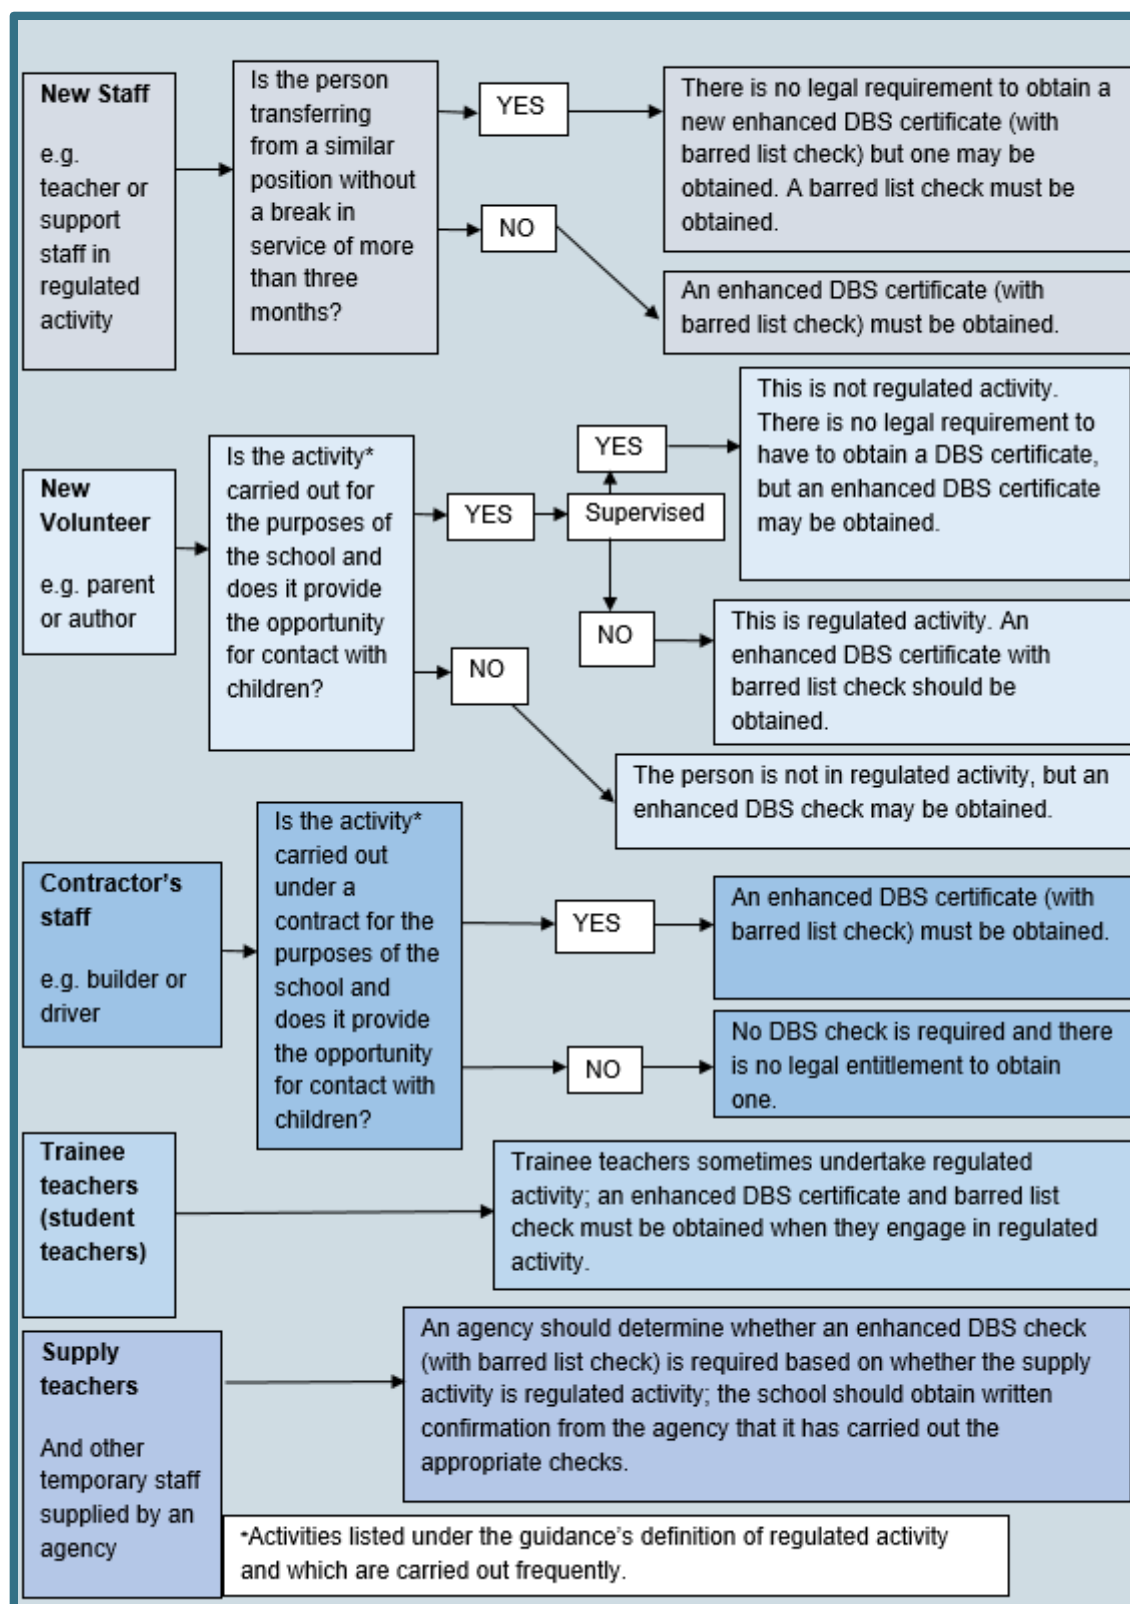 New Staff
e.g.
teacher or
support
staff in
regulated
activity
Is the person
transferring
from a similar
position without
a break in
service of more
than three
months?
YES
NO
There is no legal requirement to obtain a
new enhanced DBS certificate (with
barred list check) but one may be
obtained. A barred list check must be
obtained.
An enhanced DBS certificate (with
barred list check) must be obtained.
New
Volunteer
e.g. parent
or author
Is the activity*
carried out for
the purposes of
the school and
does it provide
the opportunity
for contact with
children?
YES
NO
Supervised
YES
NO
This is not regulated activity.
There is no legal requirement to
have to obtain a DBS certificate,
but an enhanced DBS certificate
may be obtained.
This is regulated activity. An
enhanced DBS certificate with
barred list check should be
obtained.
The person is not in regulated activity, but an
enhanced DBS check may be obtained.
Contractor's
staff
e.g. builder or
driver
Is the activity*
carried out
under a
contract for the
purposes of the
school and
does it provide
the opportunity
for contact with
children?
YES
NO
An enhanced DBS certificate (with
barred list check) must be obtained.
No DBS check is required and there
is no legal entitlement to obtain
one.
Trainee
teachers
(student
teachers)
Trainee teachers sometimes undertake regulated
activity; an enhanced DBS certificate and barred list
check must be obtained when they engage in regulated
activity.
Supply
teachers
And other
temporary staff
supplied by an
agency
An agency should determine whether an enhanced DBS check
(with barred list check) is required based on whether the supply
activity is regulated activity; the school should obtain written
confirmation from the agency that it has carried out the
appropriate checks.
*Activities listed under the guidance's definition of regulated activity
and which are carried out frequently.